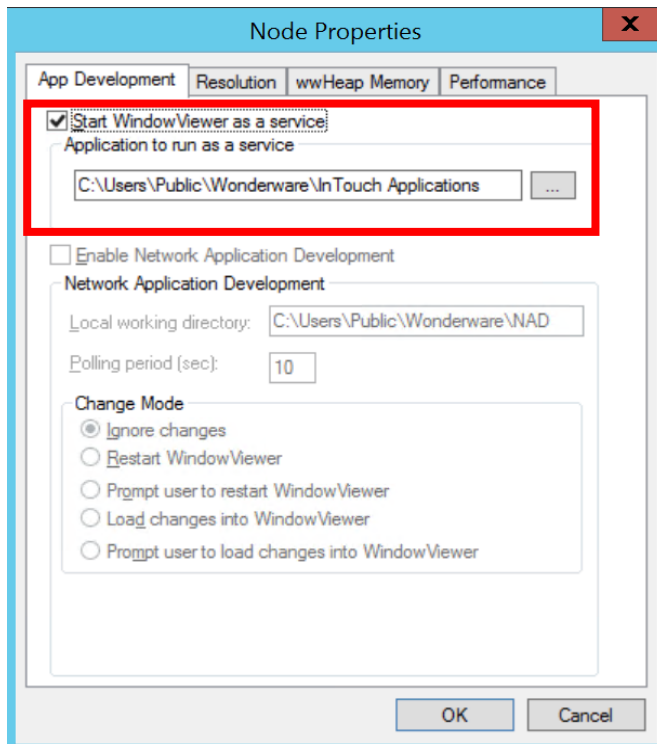 Node Properties
X
App Development Resolution wwHeap Memory Performance
Start WindowViewer as a service
Application to run as a service
C:\Users\Public\Wonderware\InTouch Applications ...
Enable Network Application Development
Network Application Development
Local working directory: C:\Users\Public\Wonderware\NAD
Polling period (sec): 10
Change Mode
Ignore changes
Restart WindowViewer
Prompt user to restart WindowViewer
Load changes into WindowViewer
Prompt user to load changes into WindowViewer
OK Cancel